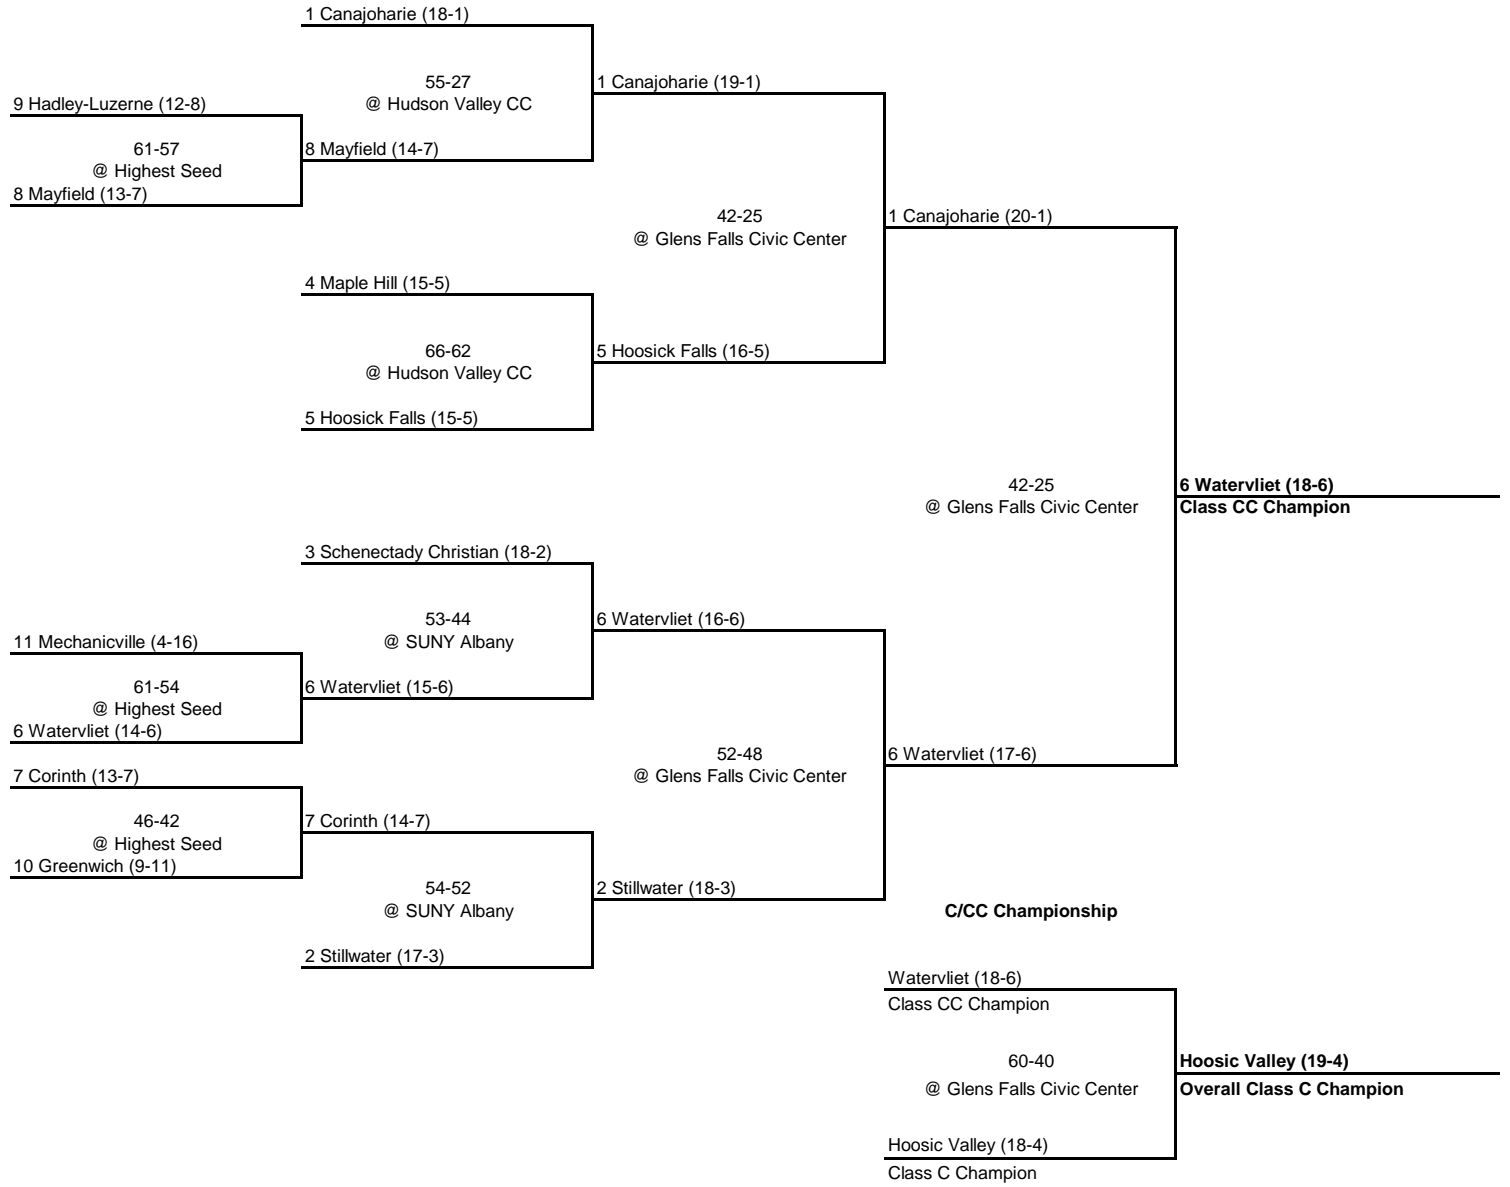 1 Canajoharie (18-1)
55-27
@ Hudson Valley CC
1 Canajoharie (19-1)
9 Hadley-Luzerne (12-8)
61-57
@ Highest Seed
8 Mayfield (14-7)
8 Mayfield (13-7)
42-25
@ Glens Falls Civic Center
1 Canajoharie (20-1)
4 Maple Hill (15-5)
66-62
@ Hudson Valley CC
5 Hoosick Falls (16-5)
5 Hoosick Falls (15-5)
42-25
@ Glens Falls Civic Center
6 Watervliet (18-6)
Class CC Champion
3 Schenectady Christian (18-2)
53-44
@ SUNY Albany
6 Watervliet (16-6)
11 Mechanicville (4-16)
61-54
@ Highest Seed
6 Watervliet (15-6)
6 Watervliet (14-6)
52-48
@ Glens Falls Civic Center
6 Watervliet (17-6)
7 Corinth (13-7)
46-42
@ Highest Seed
7 Corinth (14-7)
10 Greenwich (9-11)
54-52
@ SUNY Albany
2 Stillwater (18-3)
2 Stillwater (17-3)
C/CC Championship
Watervliet (18-6)
Class CC Champion
60-40
@ Glens Falls Civic Center
Hoosic Valley (19-4)
Overall Class C Champion
Hoosic Valley (18-4)
Class C Champion